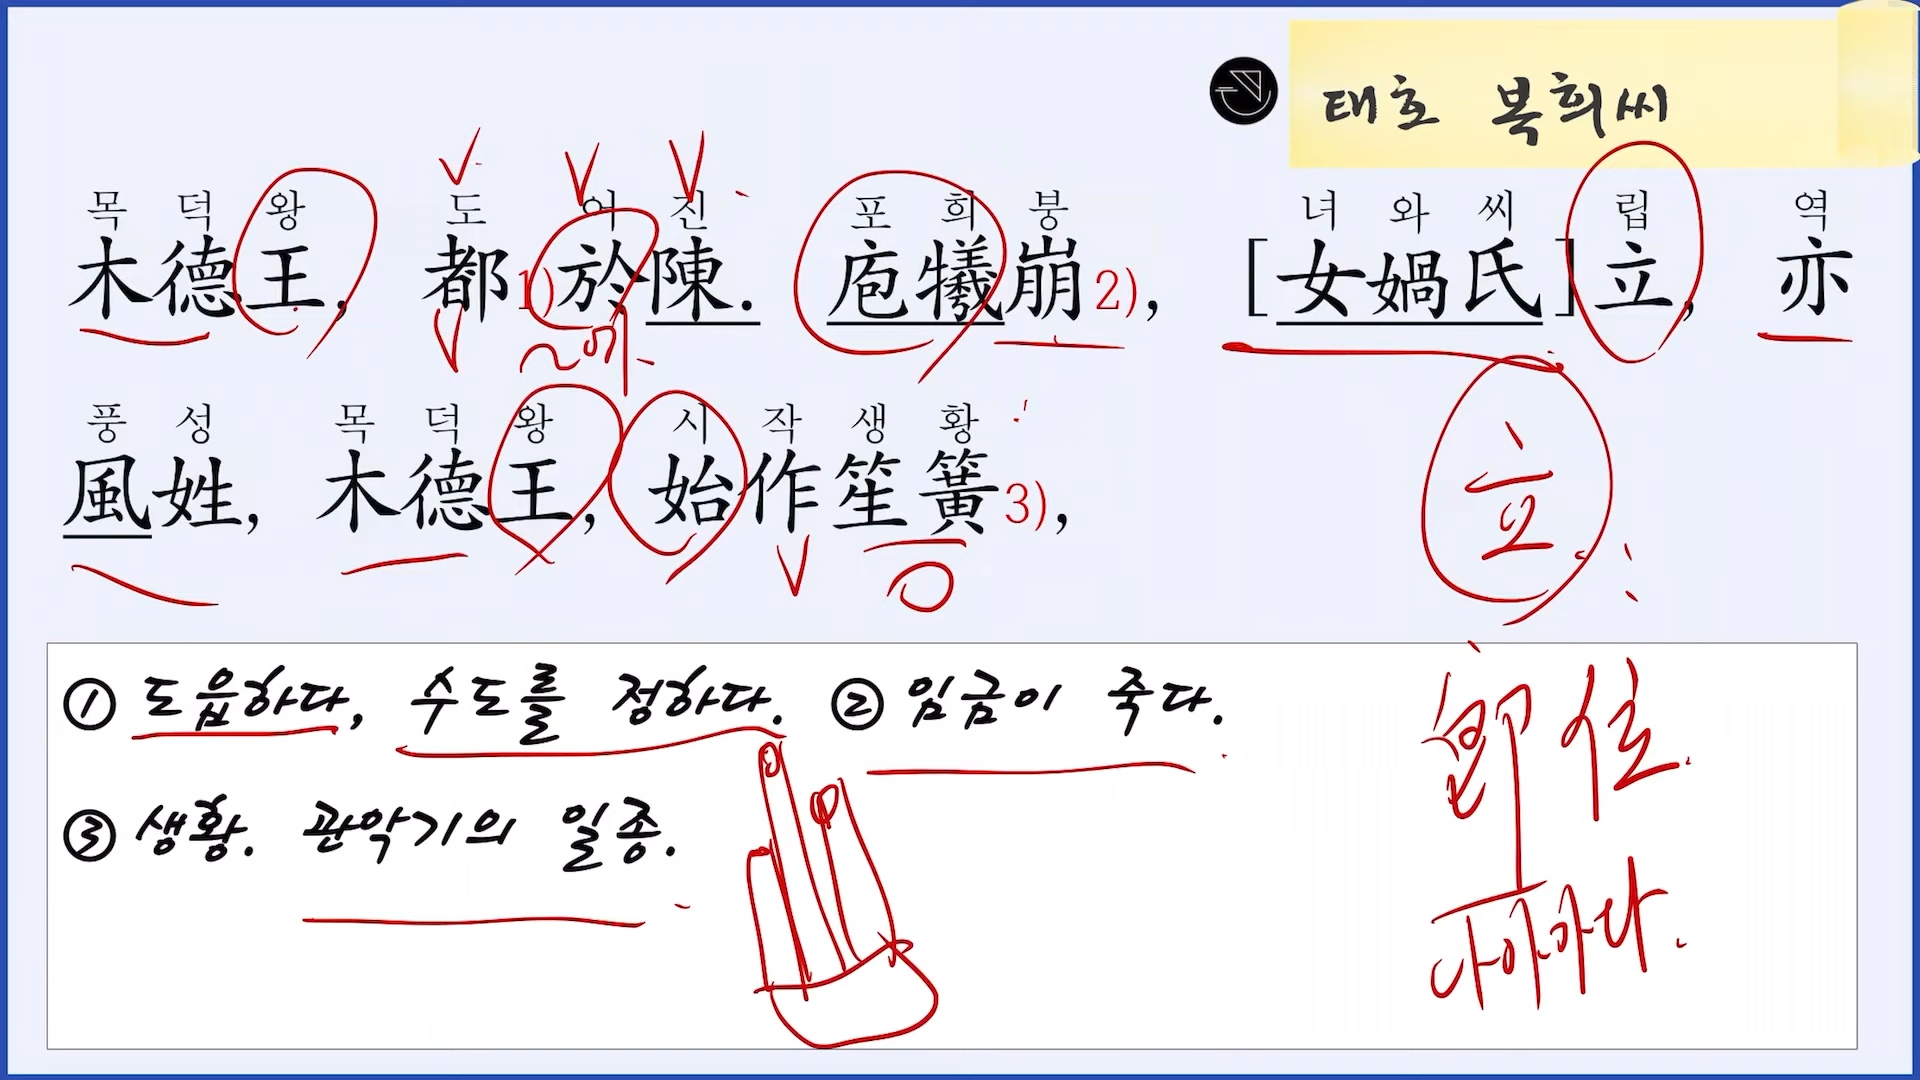 태호 복희씨
목 덕 왕 도 어 진 포 희 붕 녀 와 씨 립 역
木德王, 都1)於陳. 庖犧崩2), [女媧氏]立, 亦
~에
풍 성 목 덕 왕 시 작 생 황
風姓, 木德王, 始作笙簧3),
立
① 도읍하다, 수도를 정하다. ② 임금이 죽다.
③ 생황. 관악기의 일종.
卽位
나아가다.